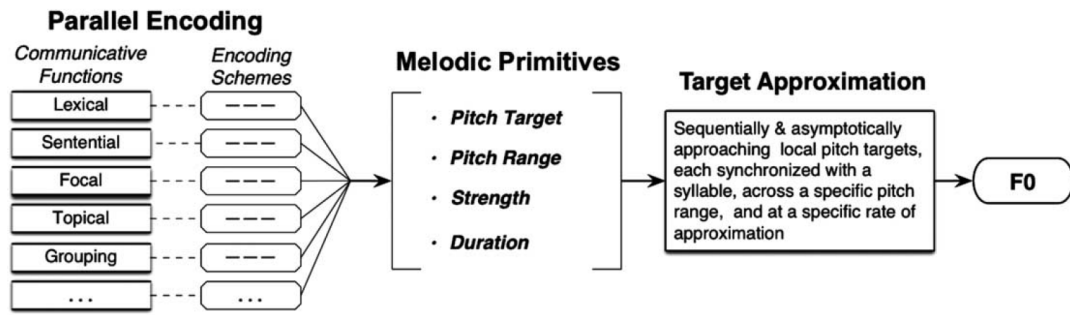 Parallel Encoding
Communicative
Functions
Encoding
Schemes
Lexical
---
Sentential
---
Focal
---
Topical
---
Grouping
---
...
...
Melodic Primitives
· Pitch Target
· Pitch Range
· Strength
· Duration
Target Approximation
Sequentially & asymptotically
approaching local pitch targets,
each synchronized with a
syllable, across a specific pitch
range, and at a specific rate of
approximation
F0